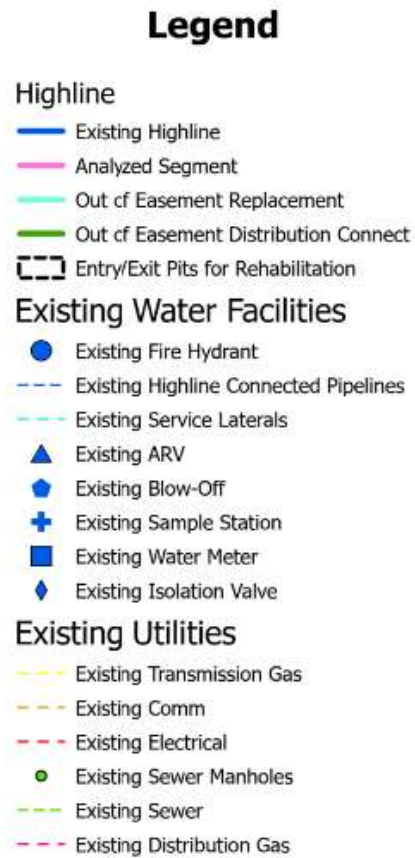 Legend
Highline
Existing Highline
Analyzed Segment
Out cf Easement Replacement
Out cf Easement Distribution Connect
Entry/Exit Pits for Rehabilitation
Existing Water Facilities
Existing Fire Hydrant
Existing Highline Connected Pipelines
Existing Service Laterals
Existing ARV
Existing Blow-Off
Existing Sample Station
Existing Water Meter
Existing Isolation Valve
Existing Utilities
Existing Transmission Gas
Existing Comm
Existing Electrical
Existing Sewer Manholes
Existing Sewer
Existing Distribution Gas